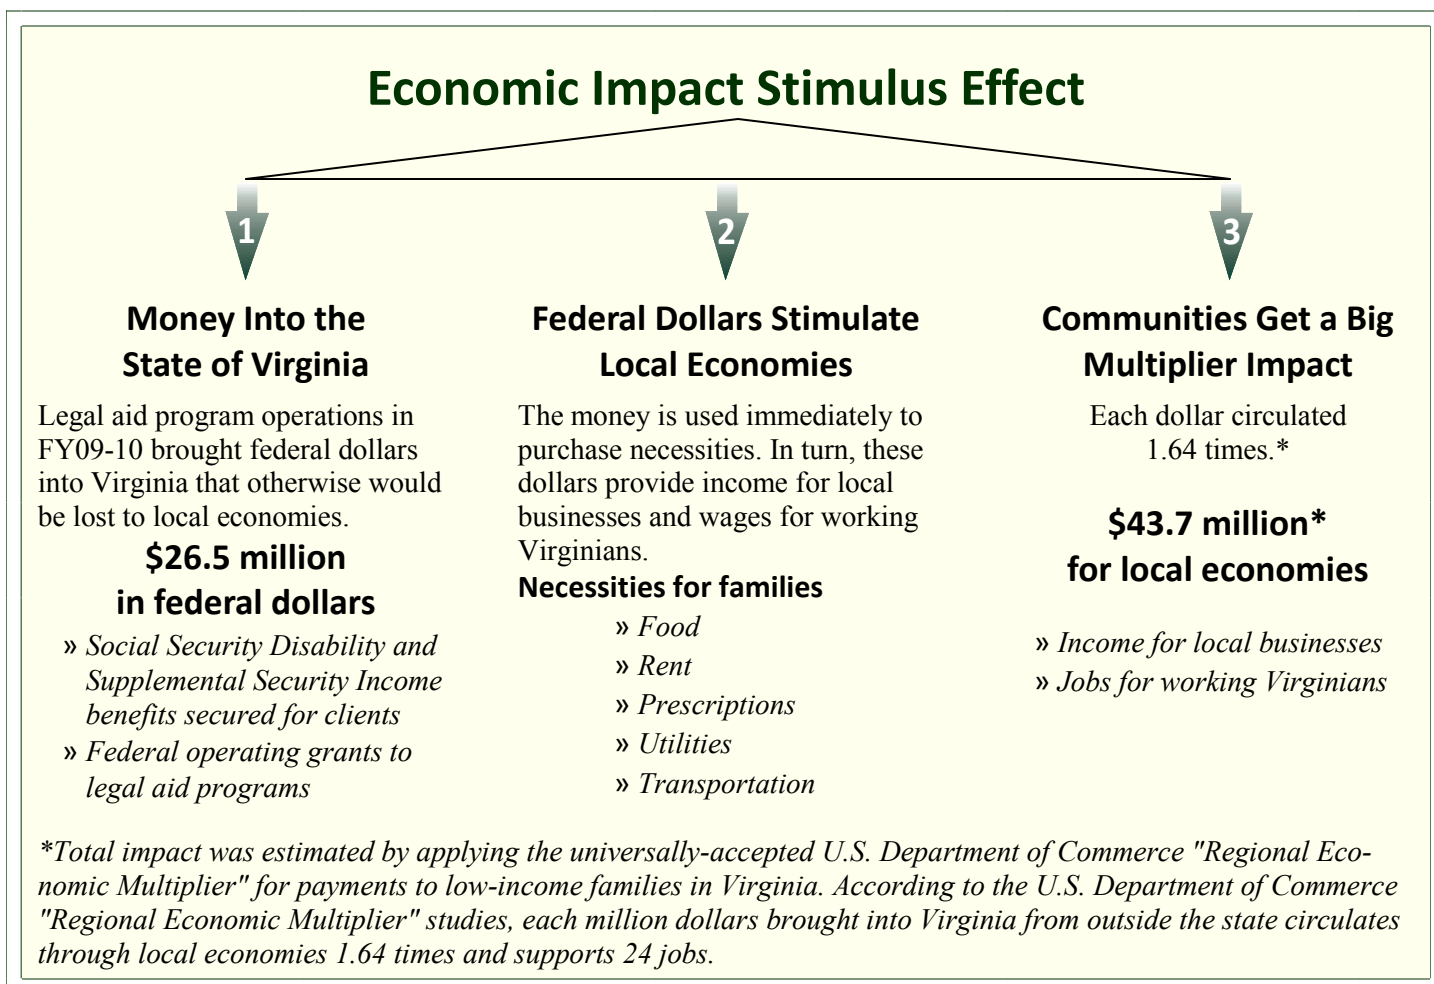 Economic Impact Stimulus Effect
1
2
3
Money Into the
State of Virginia
Legal aid program operations in
FY09-10 brought federal dollars
into Virginia that otherwise would
be lost to local economies.
$26.5 million
in federal dollars
» Social Security Disability and
Supplemental Security Income
benefits secured for clients
» Federal operating grants to
legal aid programs
Federal Dollars Stimulate
Local Economies
The money is used immediately to
purchase necessities. In turn, these
dollars provide income for local
businesses and wages for working
Virginians.
Necessities for families
» Food
» Rent
» Prescriptions
» Utilities
» Transportation
Communities Get a Big
Multiplier Impact
Each dollar circulated
1.64 times.*
$43.7 million*
for local economies
» Income for local businesses
» Jobs for working Virginians
*Total impact was estimated by applying the universally-accepted U.S. Department of Commerce "Regional Eco-
nomic Multiplier" for payments to low-income families in Virginia. According to the U.S. Department of Commerce
"Regional Economic Multiplier" studies, each million dollars brought into Virginia from outside the state circulates
through local economies 1.64 times and supports 24 jobs.